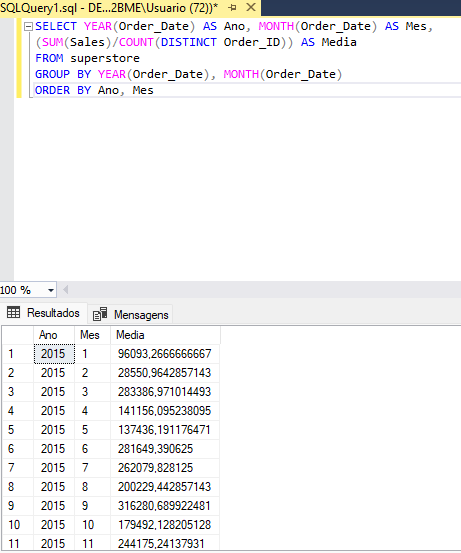 SQLQuery1.sql - DE...2BME\Usuario (72))*
SELECT YEAR(Order_Date) AS Ano, MONTH(Order_Date) AS Mes,
(SUM(Sales)/COUNT(DISTINCT Order_ID)) AS Media
FROM superstore
GROUP BY YEAR(Order_Date), MONTH(Order_Date)
ORDER BY Ano, Mes
100 %
Resultados Mensagens
Ano Mes Media
1 2015 1 96093,2666666667
2 2015 2 28550,9642857143
3 2015 3 283386,971014493
4 2015 4 141156,095238095
5 2015 5 137436,191176471
6 2015 6 281649,390625
7 2015 7 262079,828125
8 2015 8 200229,442857143
9 2015 9 316280,689922481
10 2015 10 179492,128205128
11 2015 11 244175,24137931